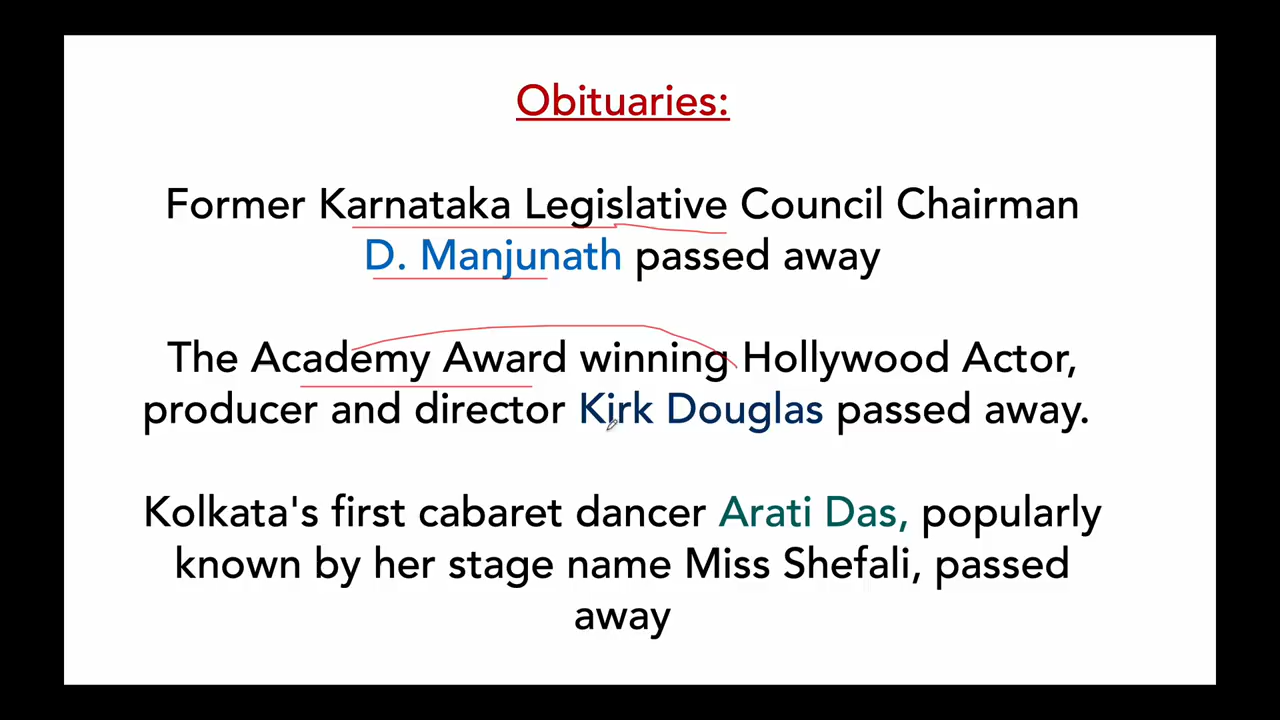 Obituaries:
Former Karnataka Legislative Council Chairman
D. Manjunath passed away
The Academy Award winning Hollywood Actor,
producer and director Kirk Douglas passed away.
Kolkata's first cabaret dancer Arati Das, popularly
known by her stage name Miss Shefali, passed
away